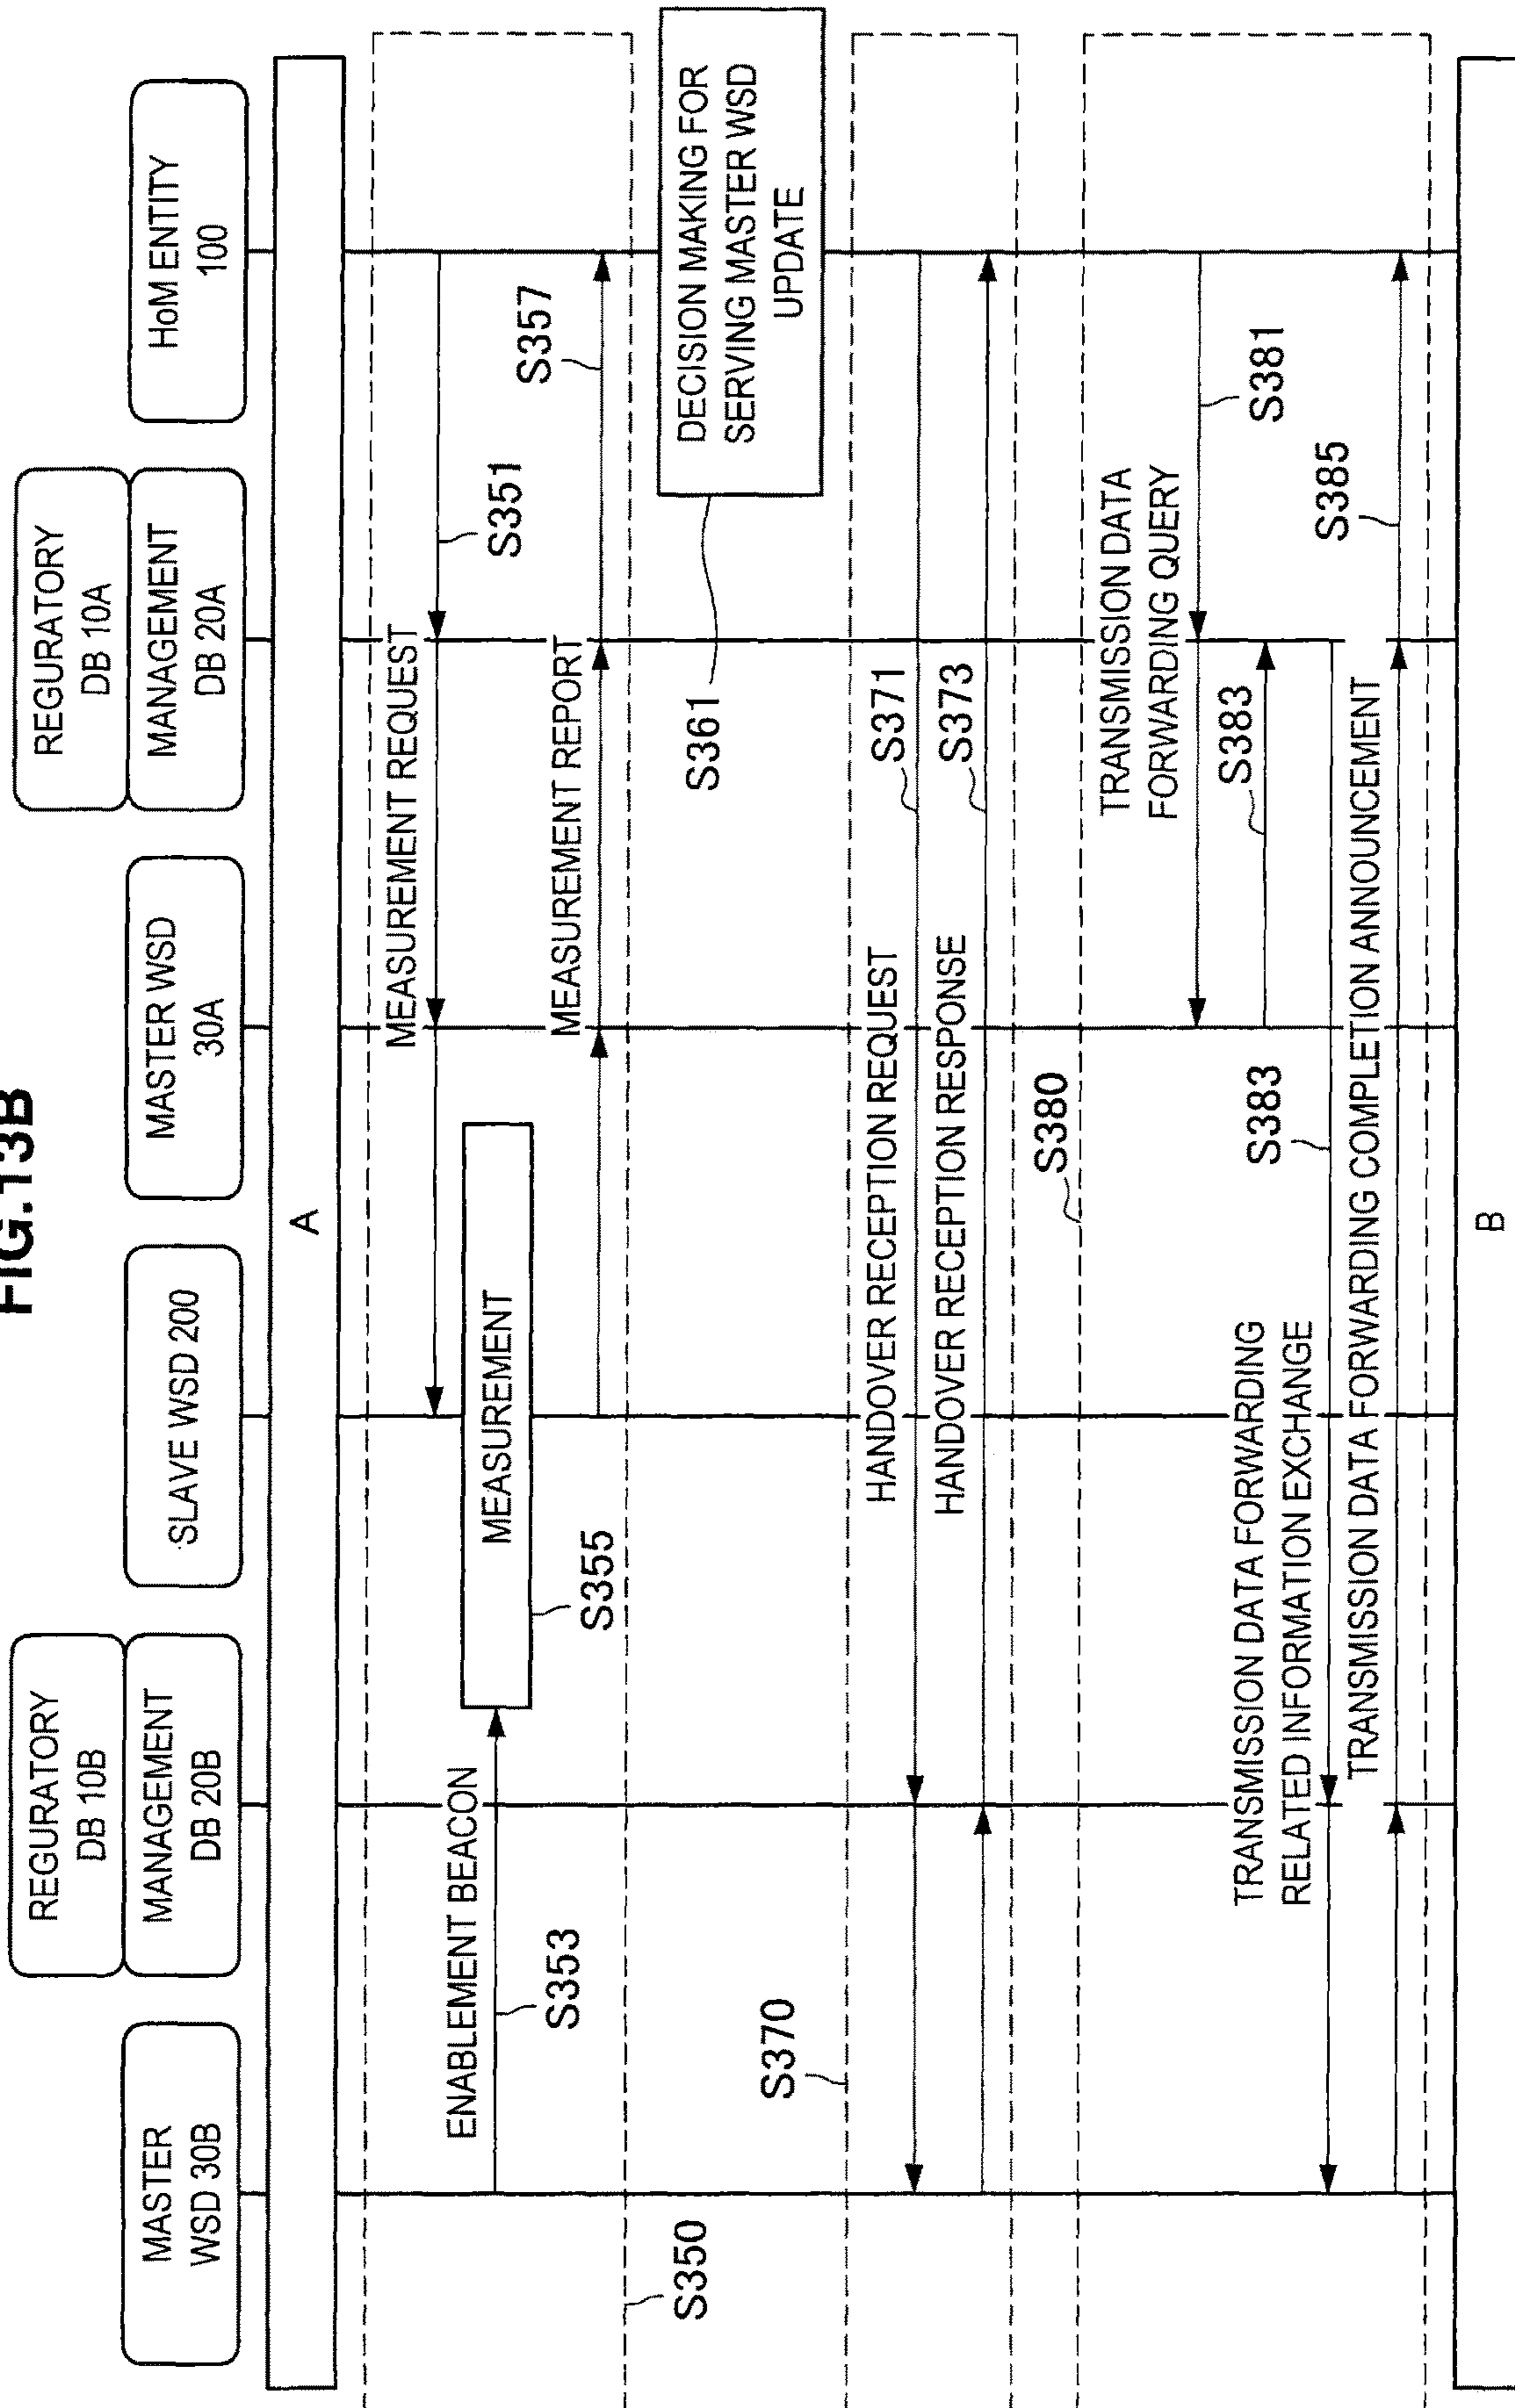 FIG.13B
MASTER
WSD 30B
REGURATORY
DB 10B
MANAGEMENT
DB 20B
SLAVE WSD 200
MASTER WSD
30A
REGURATORY
DB 10A
MANAGEMENT
DB 20A
HoM ENTITY
100
A
S350
MEASUREMENT REQUEST
S351
ENABLEMENT BEACON
S353
MEASUREMENT
S355
MEASUREMENT REPORT
S357
DECISION MAKING FOR
SERVING MASTER WSD
UPDATE
S361
S370
HANDOVER RECEPTION REQUEST
S371
HANDOVER RECEPTION RESPONSE
S373
S380
TRANSMISSION DATA
FORWARDING QUERY
S381
S383
TRANSMISSION DATA FORWARDING
RELATED INFORMATION EXCHANGE
S383
TRANSMISSION DATA FORWARDING COMPLETION ANNOUNCEMENT
S385
B